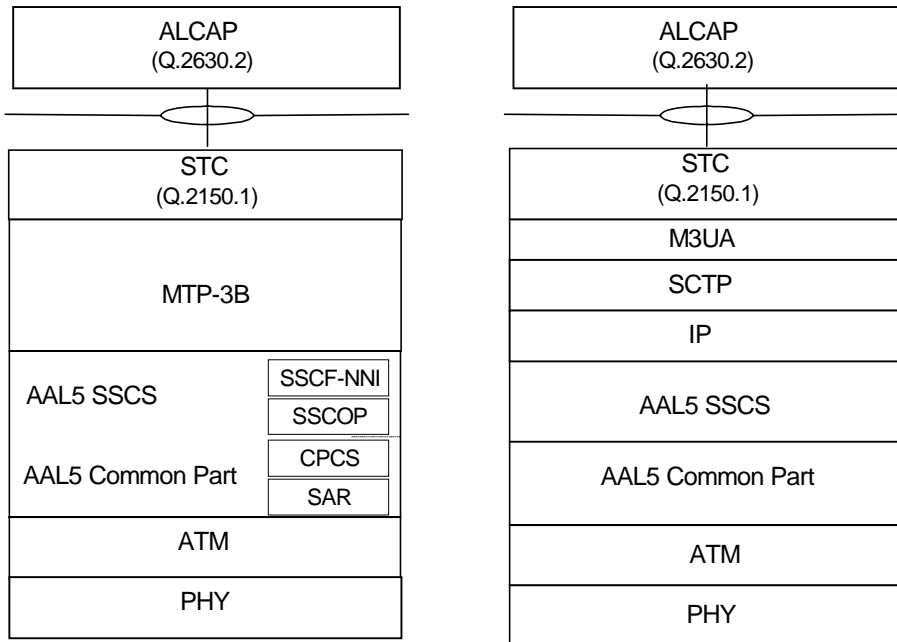 ALCAP
(Q.2630.2)
STC
(Q.2150.1)
MTP-3B
AAL5 SSCS
SSCF-NNI
SSCOP
AAL5 Common Part
CPCS
SAR
ATM
PHY
ALCAP
(Q.2630.2)
STC
(Q.2150.1)
M3UA
SCTP
IP
AAL5 SSCS
AAL5 Common Part
ATM
PHY